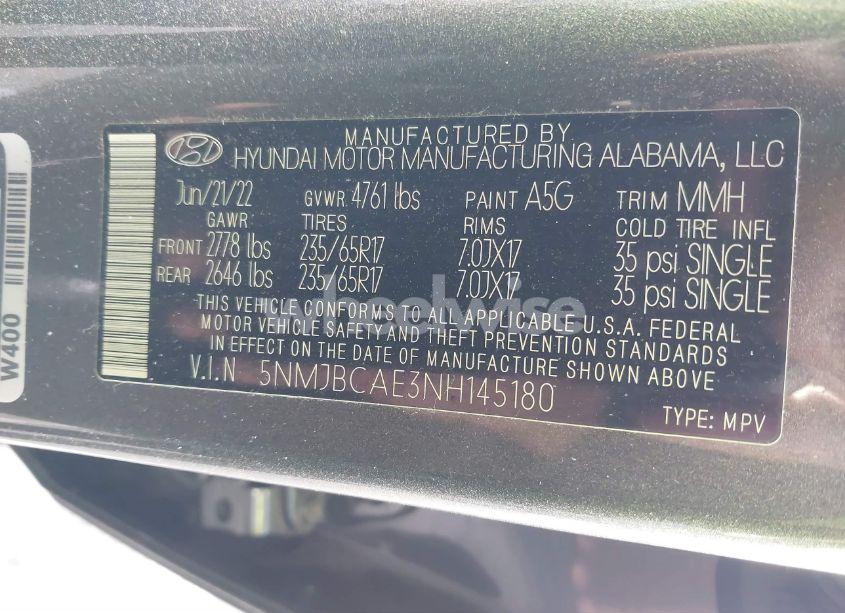 MANUFACTURED BY
HYUNDAI MOTOR MANUFACTURING ALABAMA, LLC
Jun/21/22 GVWR 4761 lbs PAINT A5G TRIM MMH
GAWR TIRES RIMS COLD TIRE INFL
FRONT 2778 lbs 235/65R17 7.0JX17 35 psi SINGLE
REAR 2646 lbs 235/65R17 7.0JX17 35 psi SINGLE
wheelwise
THIS VEHICLE CONFORMS TO ALL APPLICABLE U.S.A. FEDERAL
MOTOR VEHICLE SAFETY AND THEFT PREVENTION STANDARDS
IN EFFECT ON THE DATE OF MANUFACTURE SHOWN ABOVE
V.I.N 5NMJBCAE3NH145180
TYPE: MPV
W400